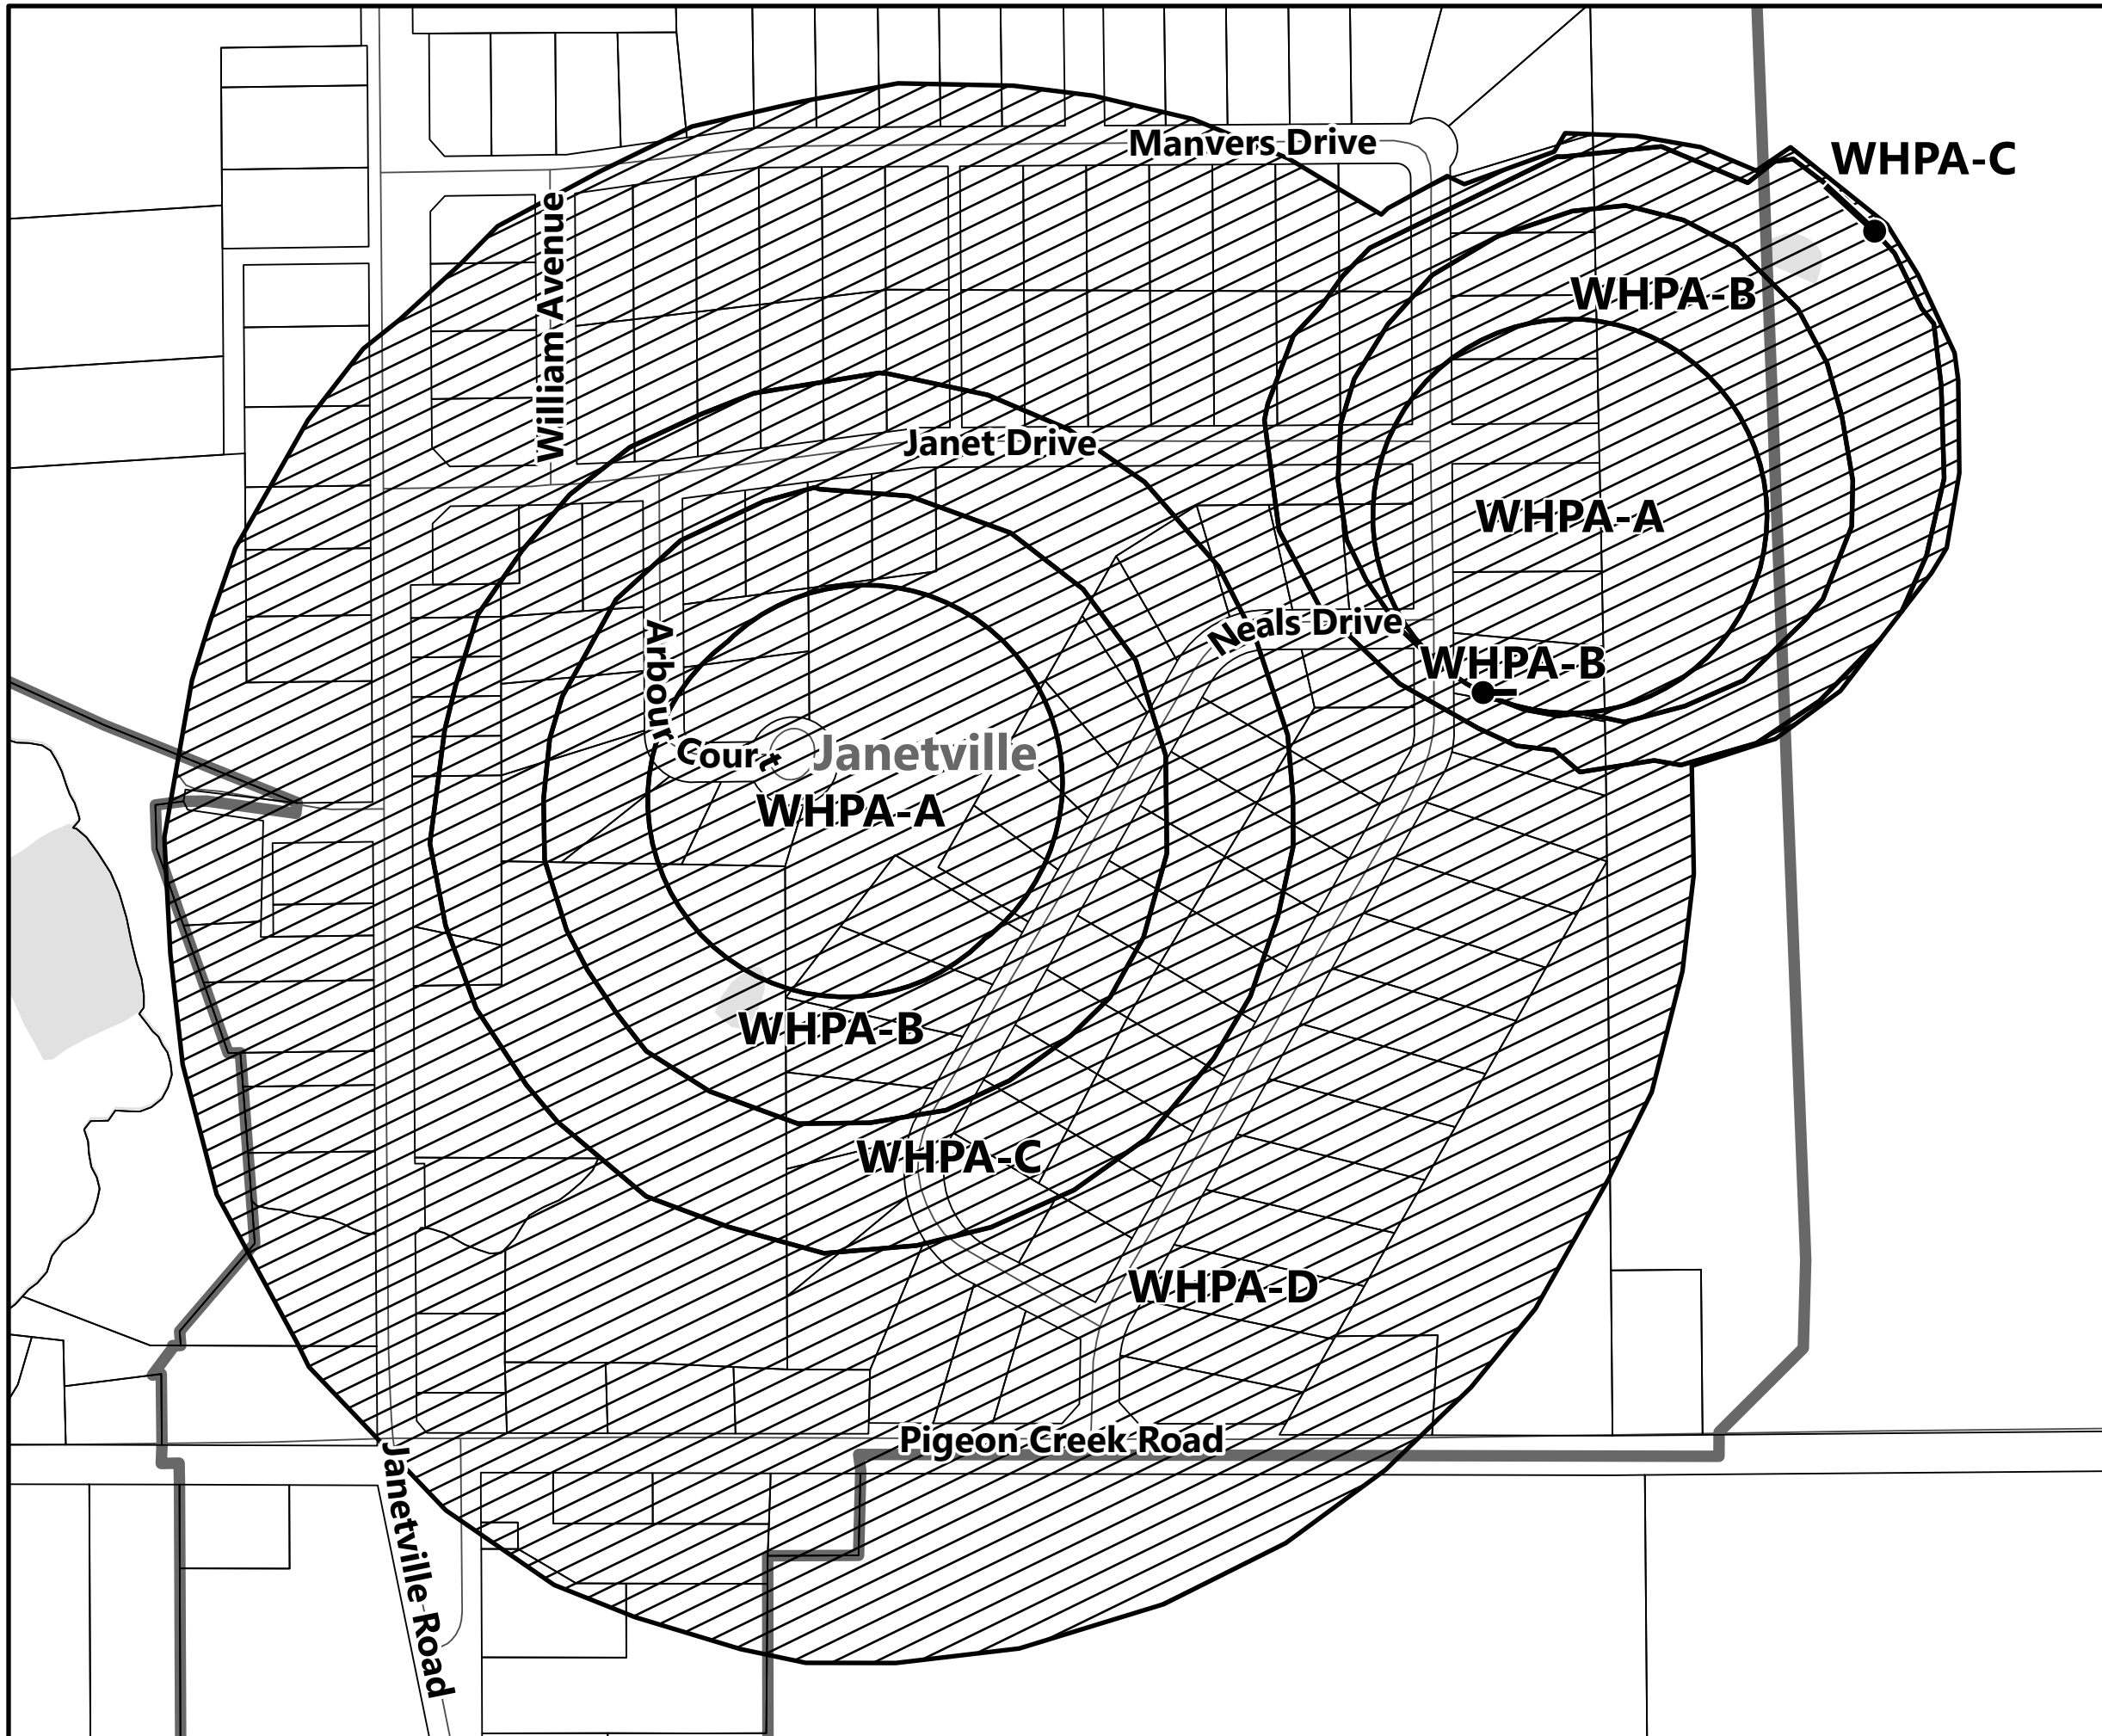 Manvers Drive
WHPA-C
William Avenue
WHPA-B
Janet Drive
WHPA-A
Neals Drive
WHPA-B
Arbour Court
Janetville
WHPA-A
WHPA-B
WHPA-C
WHPA-D
Pigeon Creek Road
Janetville Road